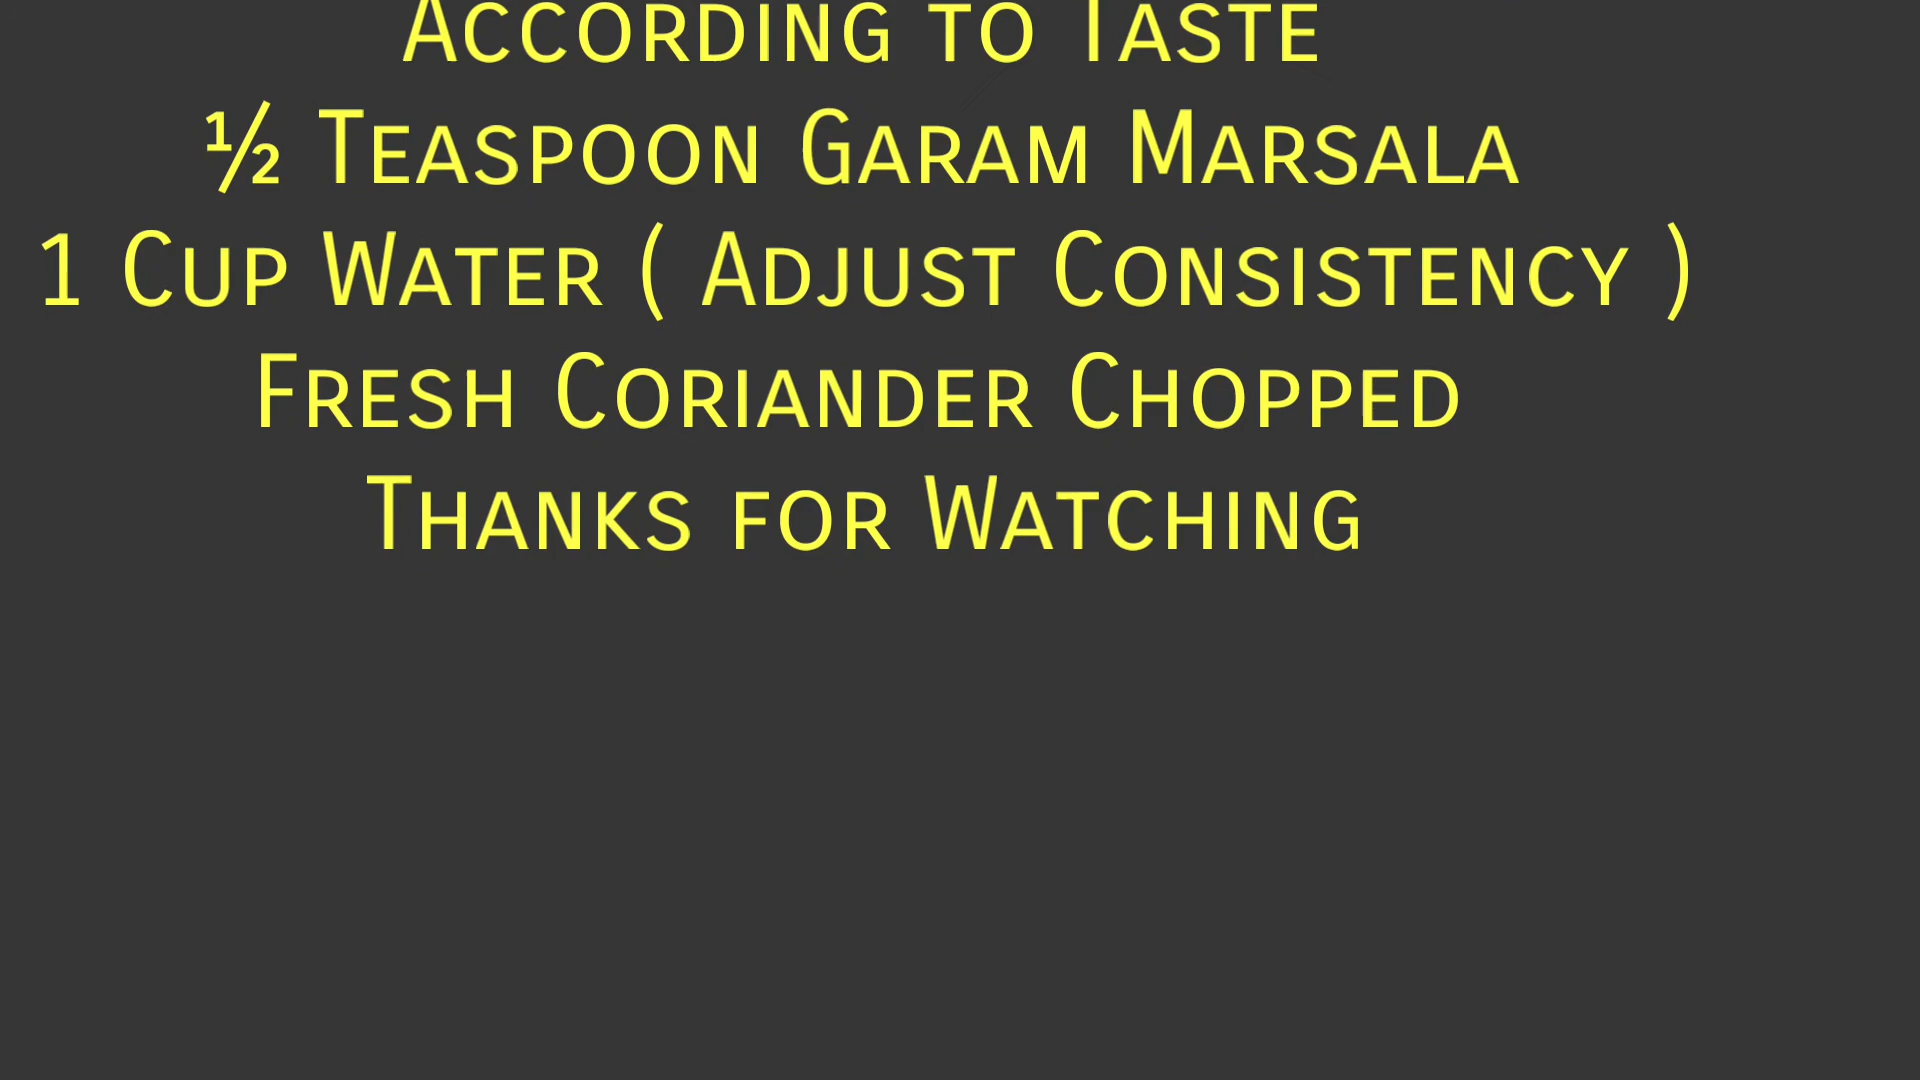 According to Taste
½ Teaspoon Garam Marsala
1 Cup Water ( Adjust Consistency )
Fresh Coriander Chopped
Thanks for Watching